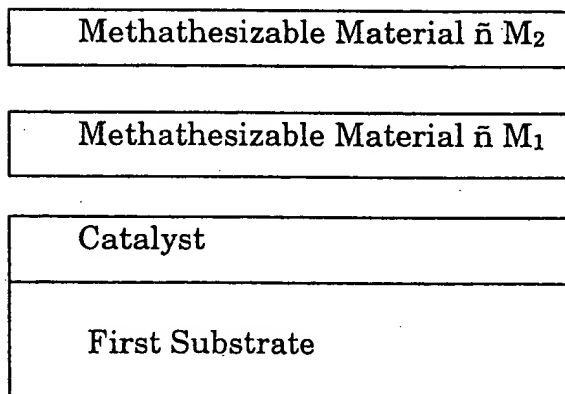 Methathesizable Material ñ M₂
Methathesizable Material ñ M₁
Catalyst
First Substrate